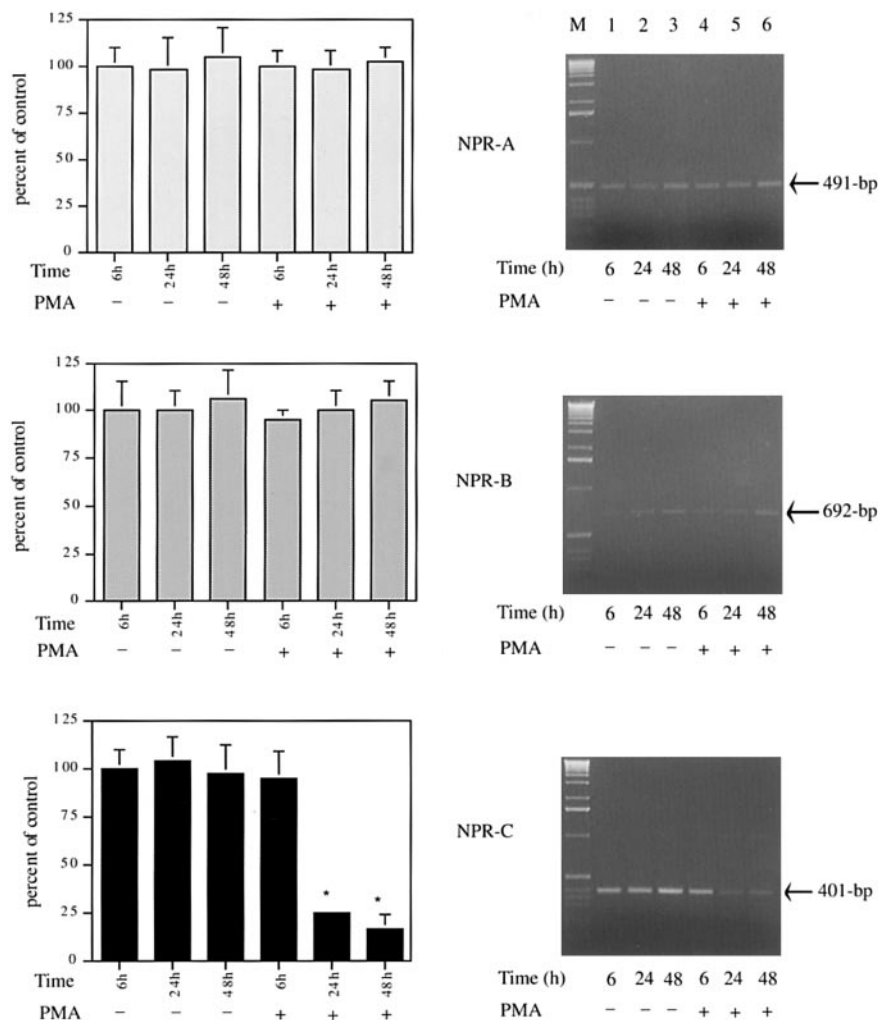 125
100
75
50
25
0
percent of control
Time 6h 24h 48h 6h 24h 48h
PMA – – – + + +
M 1 2 3 4 5 6
NPR-A
491-bp
Time (h) 6 24 48 6 24 48
PMA – – – + + +
125
100
75
50
25
0
percent of control
Time 6h 24h 48h 6h 24h 48h
PMA – – – + + +
NPR-B
692-bp
Time (h) 6 24 48 6 24 48
PMA – – – + + +
125
100
75
50
25
0
percent of control
* *
Time 6h 24h 48h 6h 24h 48h
PMA – – – + + +
NPR-C
401-bp
Time (h) 6 24 48 6 24 48
PMA – – – + + +